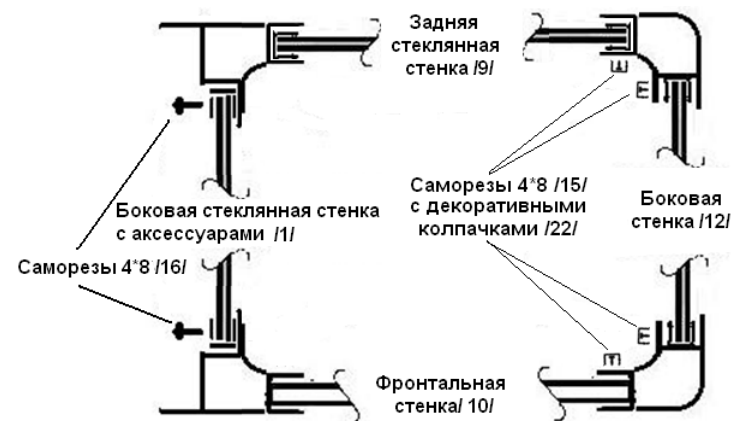 Задняя
стеклянная
стенка /9/
Саморезы 4*8 /15/
с декоративными
колпачками /22/
Боковая
стенка /12/
Боковая стеклянная стенка
с аксессуарами /1/
Саморезы 4*8 /16/
Фронтальная
стенка/ 10/